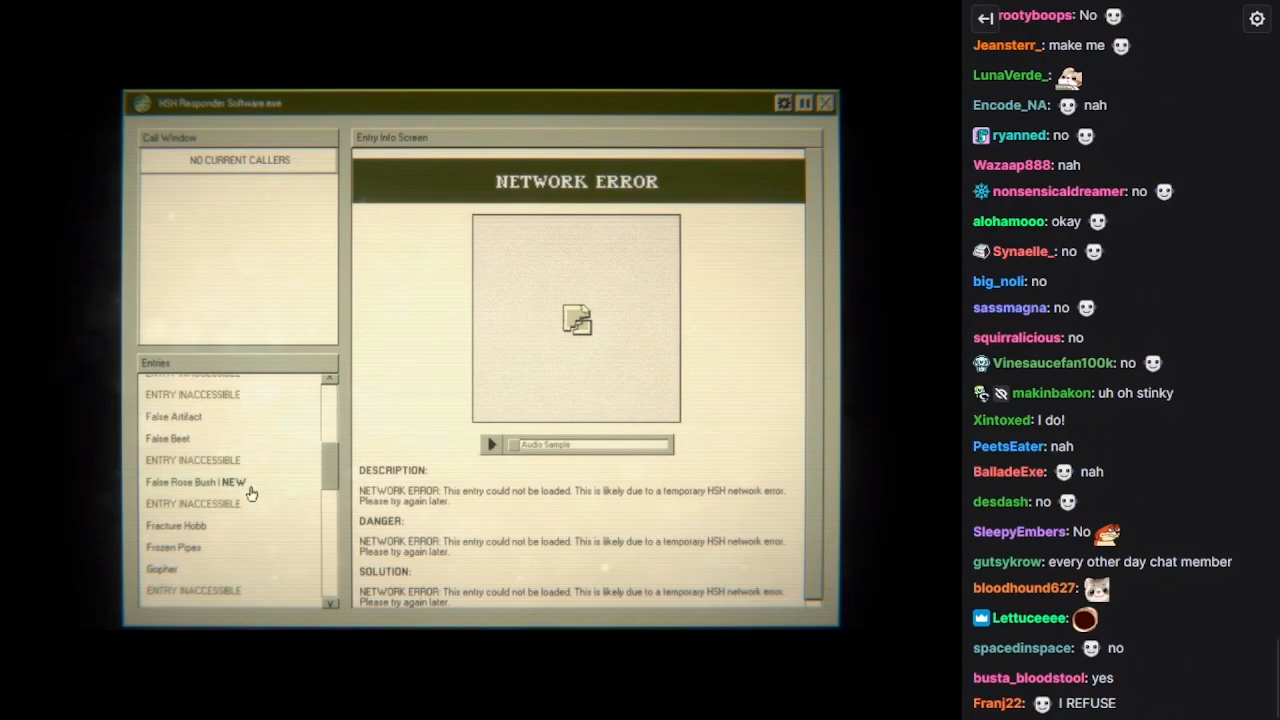 HSH Responder Software.exe
Call Window
NO CURRENT CALLERS
Entries
ENTRY INACCESSIBLE
ENTRY INACCESSIBLE
False Artifact
False Beet
ENTRY INACCESSIBLE
False Rose Bush | NEW
ENTRY INACCESSIBLE
Fracture Hobb
Frozen Pipes
Gopher
ENTRY INACCESSIBLE
Entry Info Screen
NETWORK ERROR
Audio Sample
DESCRIPTION:
NETWORK ERROR: This entry could not be loaded. This is likely due to a temporary HSH network error.
Please try again later.
DANGER:
NETWORK ERROR: This entry could not be loaded. This is likely due to a temporary HSH network error.
Please try again later.
SOLUTION:
NETWORK ERROR: This entry could not be loaded. This is likely due to a temporary HSH network error.
Please try again later.
rootyboops: No
Jeansterr_: make me
LunaVerde_:
Encode_NA: nah
ryanned: no
Wazaap888: nah
nonsensicaldreamer: no
alohamooo: okay
Synaelle_: no
big_noli: no
sassmagna: no
squirralicious: no
Vinesaucefan100k: no
makinbakon: uh oh stinky
Xintoxed: I do!
PeetsEater: nah
BalladeExe: nah
desdash: no
SleepyEmbers: No
gutsykrow: every other day chat member
bloodhound627:
Lettuceeee:
spacedinspace: no
busta_bloodstool: yes
Franj22: I REFUSE